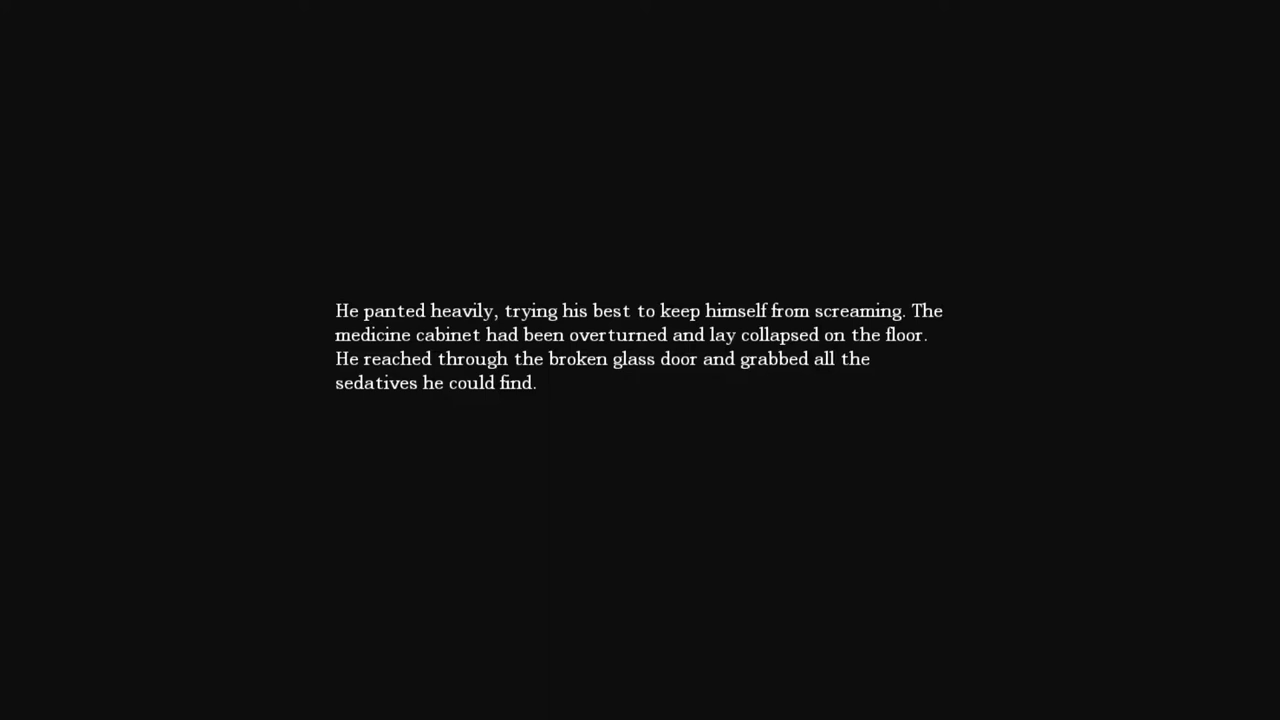 He panted heavily, trying his best to keep himself from screaming. The
medicine cabinet had been overturned and lay collapsed on the floor.
He reached through the broken glass door and grabbed all the
sedatives he could find.